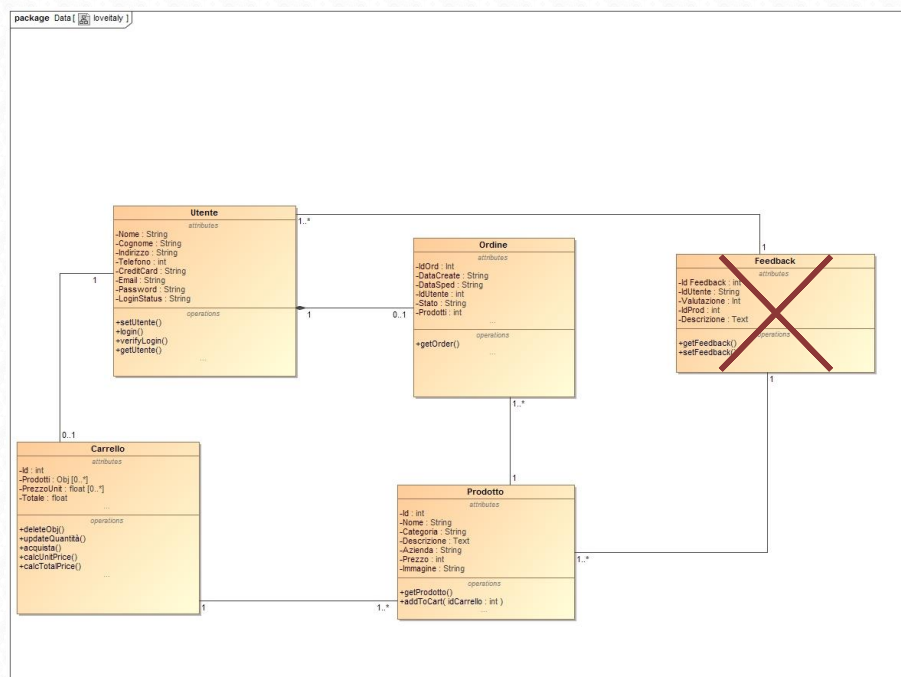 package Data [ loveitaly ]
Utente
attributes
-Nome : String
-Cognome : String
-Indirizzo : String
-Telefono : int
-CreditCard : String
-Email : String
-Password : String
-LoginStatus : String
operations
+setUtente()
+login()
+verifyLogin()
+getUtente()
...
1..*
1
1
0..1
1
0..1
Ordine
attributes
-IdOrd : Int
-DataCreate : String
-DataSped : String
-IdUtente : int
-Stato : String
-Prodotti : int
...
operations
+getOrder()
...
1..*
1
Feedback
attributes
-Id Feedback : int
-IdUtente : String
-Valutazione : Int
-IdProd : Int
-Descrizione : Text
operations
+getFeedback()
+setFeedback()
1
1..*
Carrello
attributes
-Id : int
-Prodotti : Obj [0..*]
-PrezzoUnit : float [0..*]
-Totale : float
...
operations
+deleteObj()
+updateQuantità()
+acquista()
+calcUnitPrice()
+calcTotalPrice()
...
1
1..*
Prodotto
attributes
-Id : int
-Nome : String
-Categoria : String
-Descrizione : Text
-Azienda : String
-Prezzo : int
-Immagine : String
operations
+getProdotto()
+addToCart( idCarrello : int )
...